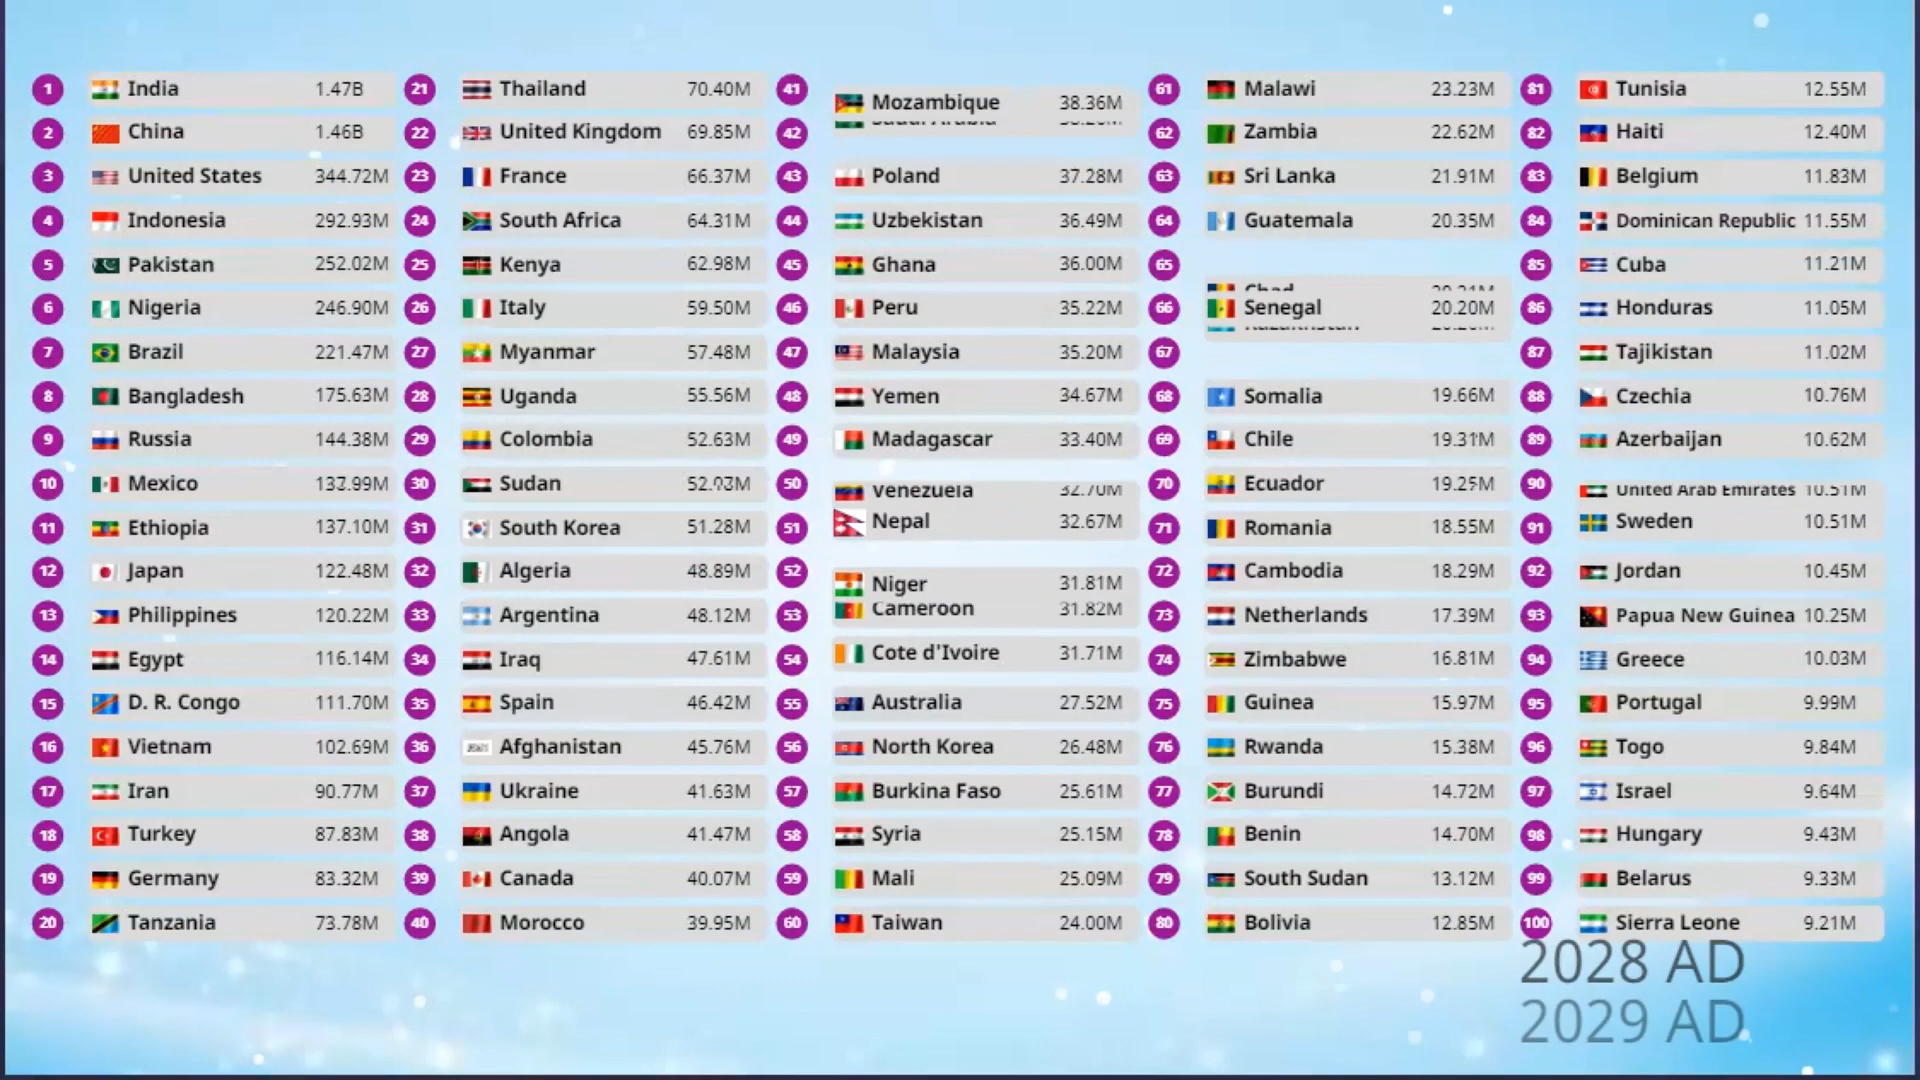 1 India 1.47B
2 China 1.46B
3 United States 344.72M
4 Indonesia 292.93M
5 Pakistan 252.02M
6 Nigeria 246.90M
7 Brazil 221.47M
8 Bangladesh 175.63M
9 Russia 144.38M
10 Mexico 137.99M
11 Ethiopia 137.10M
12 Japan 122.48M
13 Philippines 120.22M
14 Egypt 116.14M
15 D. R. Congo 111.70M
16 Vietnam 102.69M
17 Iran 90.77M
18 Turkey 87.83M
19 Germany 83.32M
20 Tanzania 73.78M
21 Thailand 70.40M
22 United Kingdom 69.85M
23 France 66.37M
24 South Africa 64.31M
25 Kenya 62.98M
26 Italy 59.50M
27 Myanmar 57.48M
28 Uganda 55.56M
29 Colombia 52.63M
30 Sudan 52.03M
31 South Korea 51.28M
32 Algeria 48.89M
33 Argentina 48.12M
34 Iraq 47.61M
35 Spain 46.42M
36 Afghanistan 45.76M
37 Ukraine 41.63M
38 Angola 41.47M
39 Canada 40.07M
40 Morocco 39.95M
41 Mozambique 38.36M
42
43 Poland 37.28M
44 Uzbekistan 36.49M
45 Ghana 36.00M
46 Peru 35.22M
47 Malaysia 35.20M
48 Yemen 34.67M
49 Madagascar 33.40M
50 Venezuela 32.70M
51 Nepal 32.67M
52 Niger 31.81M
53 Cameroon 31.82M
54 Cote d'Ivoire 31.71M
55 Australia 27.52M
56 North Korea 26.48M
57 Burkina Faso 25.61M
58 Syria 25.15M
59 Mali 25.09M
60 Taiwan 24.00M
61 Malawi 23.23M
62 Zambia 22.62M
63 Sri Lanka 21.91M
64 Guatemala 20.35M
65
66 Senegal 20.20M
67
68 Somalia 19.66M
69 Chile 19.31M
70 Ecuador 19.25M
71 Romania 18.55M
72 Cambodia 18.29M
73 Netherlands 17.39M
74 Zimbabwe 16.81M
75 Guinea 15.97M
76 Rwanda 15.38M
77 Burundi 14.72M
78 Benin 14.70M
79 South Sudan 13.12M
80 Bolivia 12.85M
81 Tunisia 12.55M
82 Haiti 12.40M
83 Belgium 11.83M
84 Dominican Republic 11.55M
85 Cuba 11.21M
86 Honduras 11.05M
87 Tajikistan 11.02M
88 Czechia 10.76M
89 Azerbaijan 10.62M
90 United Arab Emirates 10.51M
91 Sweden 10.51M
92 Jordan 10.45M
93 Papua New Guinea 10.25M
94 Greece 10.03M
95 Portugal 9.99M
96 Togo 9.84M
97 Israel 9.64M
98 Hungary 9.43M
99 Belarus 9.33M
100 Sierra Leone 9.21M
2028 AD
2029 AD